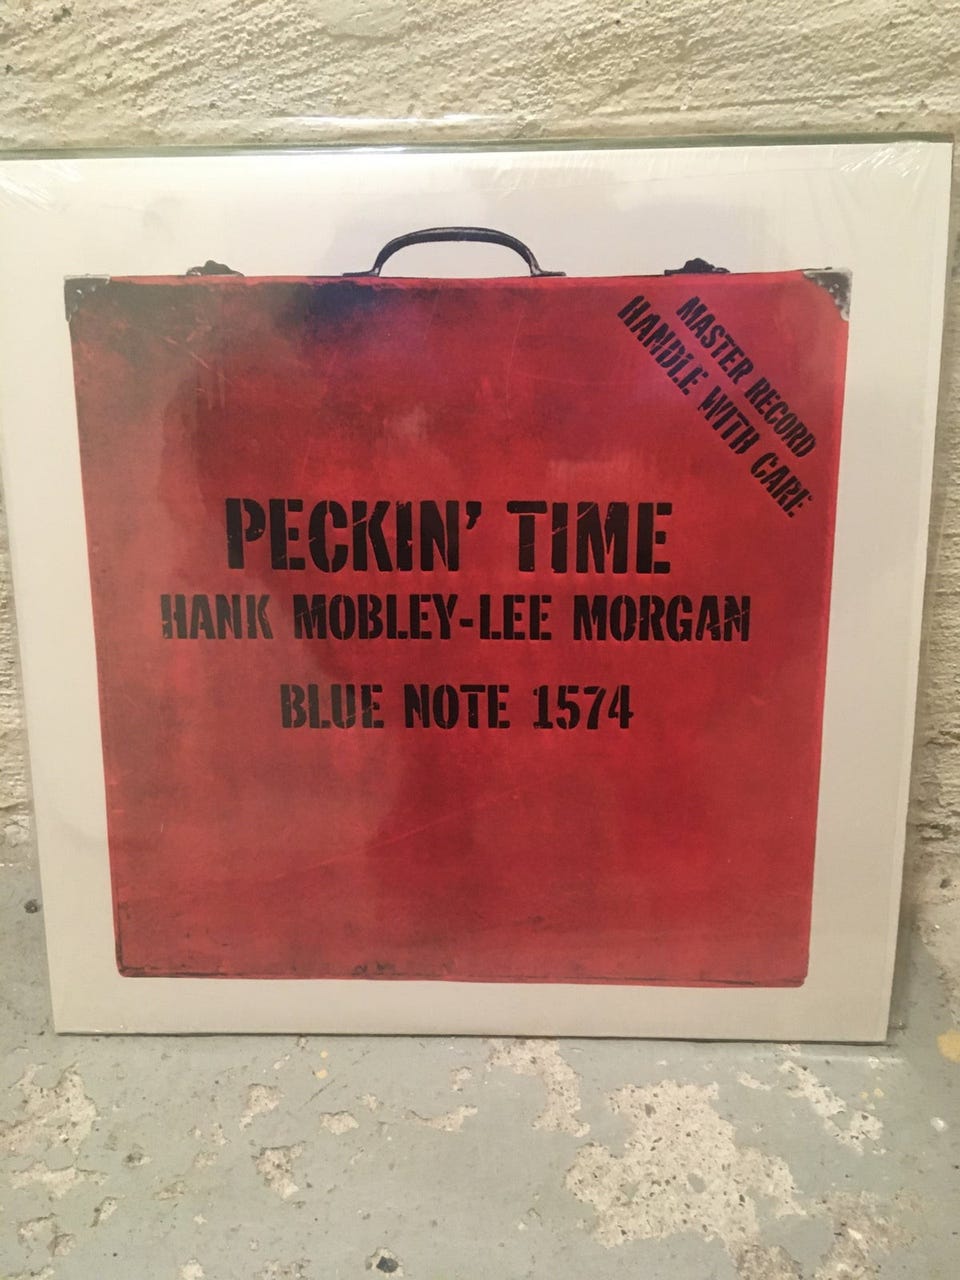 MASTER RECORD
HANDLE WITH CARE
PECKIN' TIME
HANK MOBLEY-LEE MORGAN
BLUE NOTE 1574